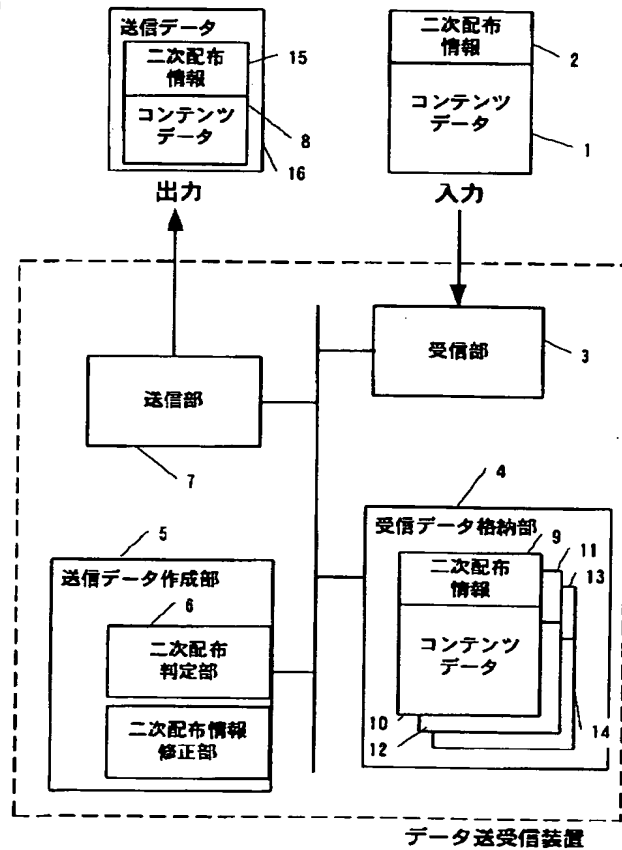 送信データ
二次配布
情報
15
コンテンツ
データ
8
16
出力
二次配布
情報
2
コンテンツ
データ
1
入力
受信部
3
送信部
7
4
受信データ格納部
9
11
13
二次配布
情報
コンテンツ
データ
10
12
14
5
送信データ作成部
6
二次配布
判定部
二次配布情報
修正部
データ送受信装置